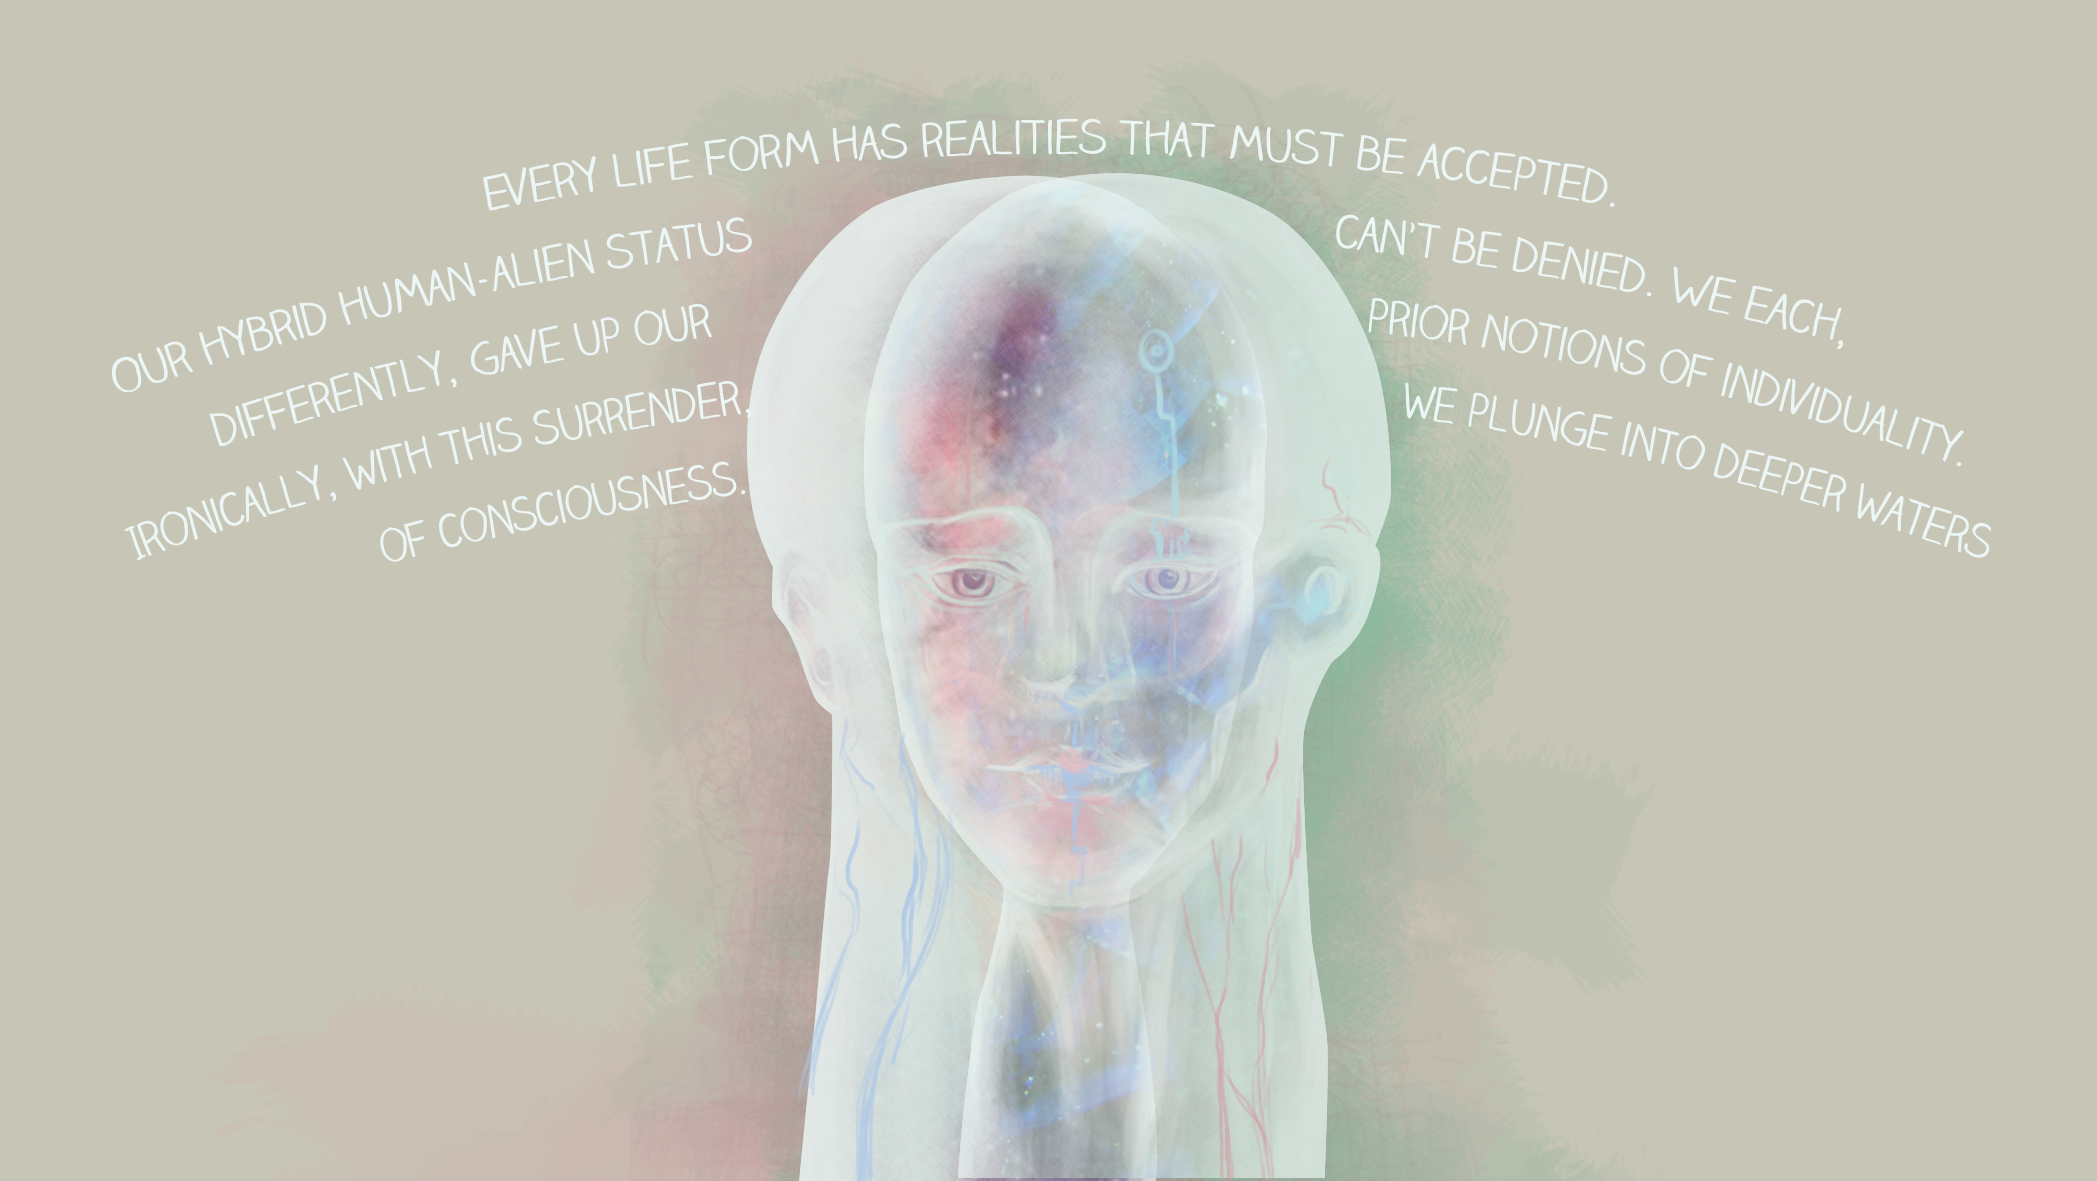 EVERY LIFE FORM HAS REALITIES THAT MUST BE ACCEPTED.
OUR HYBRID HUMAN-ALIEN STATUS CAN'T BE DENIED. WE EACH,
DIFFERENTLY, GAVE UP OUR PRIOR NOTIONS OF INDIVIDUALITY.
IRONICALLY, WITH THIS SURRENDER, WE PLUNGE INTO DEEPER WATERS
OF CONSCIOUSNESS.